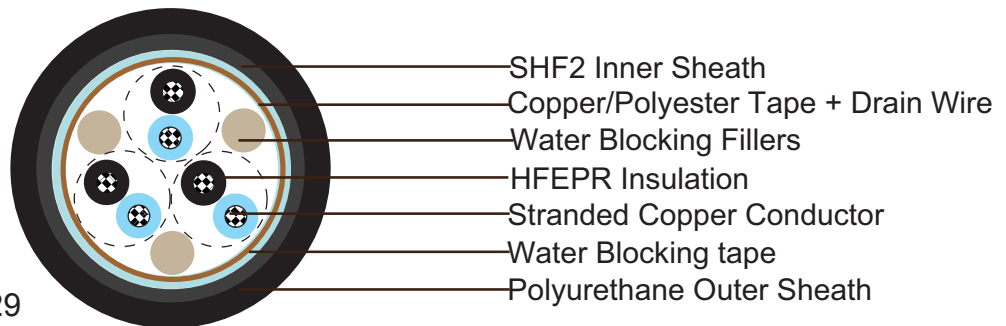 SHF2 Inner Sheath
Copper/Polyester Tape + Drain Wire
Water Blocking Fillers
HFEPR Insulation
Stranded Copper Conductor
Water Blocking tape
Polyurethane Outer Sheath
29